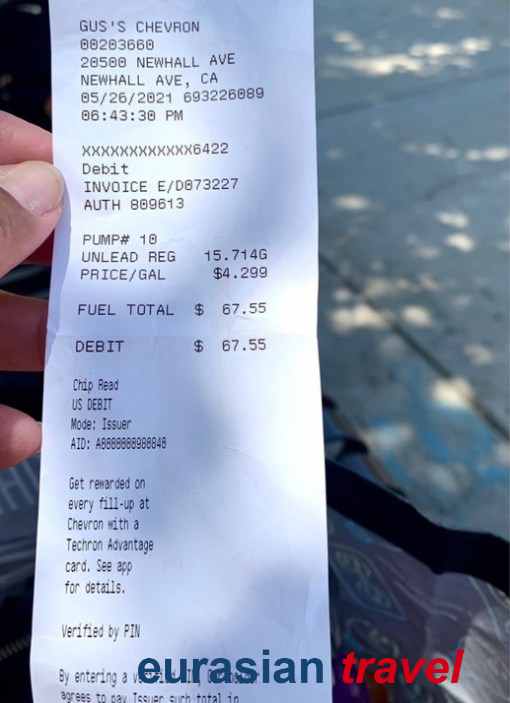 GUS'S CHEVRON
00203660
20500 NEWHALL AVE
NEWHALL AVE, CA
05/26/2021 693226089
06:43:30 PM
XXXXXXXXXXXX6422
Debit
INVOICE E/D073227
AUTH 809613
PUMP# 10
UNLEAD REG 15.714G
PRICE/GAL $4.299
FUEL TOTAL $ 67.55
DEBIT $ 67.55
Chip Read
US DEBIT
Mode: Issuer
AID: A0000000980840
Get rewarded on
every fill-up at
Chevron with a
Techron Advantage
card. See app
for details.
Verified by PIN
By entering a
eurasian travel
agrees to pay Issuer such total in